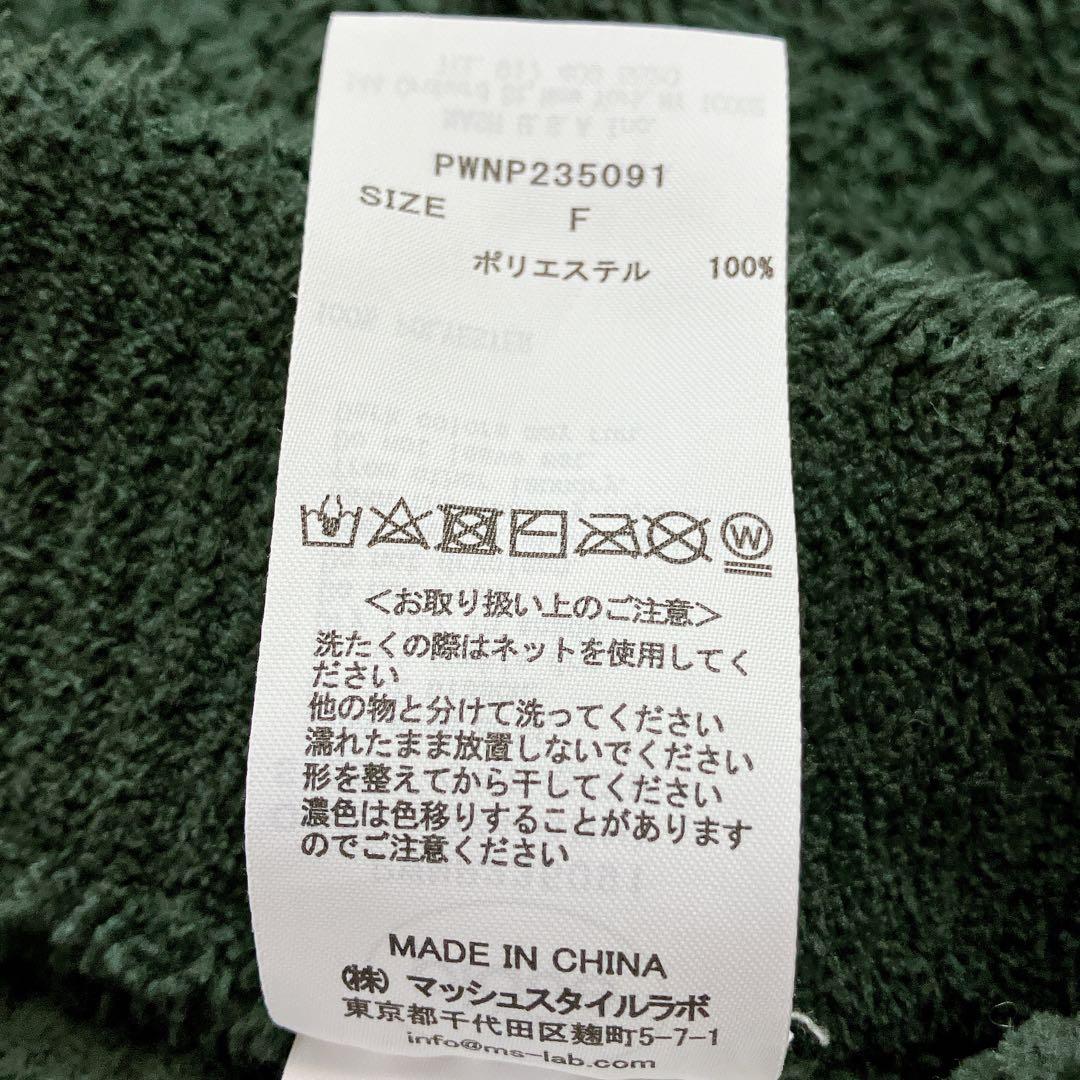 PWNP235091
SIZE F
ポリエステル 100%
W
<お取り扱い上のご注意>
洗たくの際はネットを使用してく
ださい
他の物と分けて洗ってください
濡れたまま放置しないでください
形を整えてから干してください
濃色は色移りすることがあります
のでご注意ください
MADE IN CHINA
(株) マッシュスタイルラボ
東京都千代田区麹町5-7-1
info@ms-lab.com